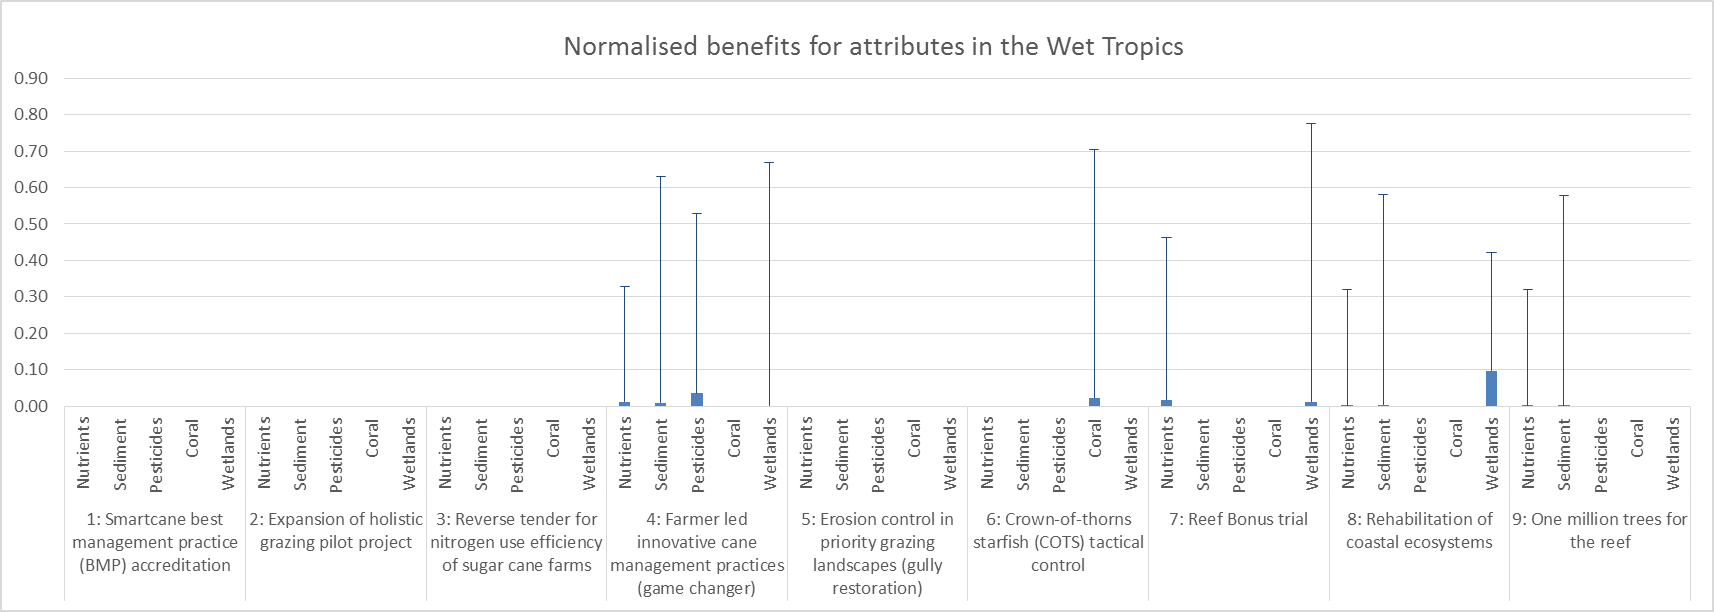 Normalised benefits for attributes in the Wet Tropics
0.90
0.80
0.70
0.60
0.50
0.40
0.30
0.20
0.10
0.00
Nutrients
Sediment
Pesticides
Coral
Wetlands
Nutrients
Sediment
Pesticides
Coral
Wetlands
Nutrients
Sediment
Pesticides
Coral
Wetlands
Nutrients
Sediment
Pesticides
Coral
Wetlands
Nutrients
Sediment
Pesticides
Coral
Wetlands
Nutrients
Sediment
Pesticides
Coral
Wetlands
Nutrients
Sediment
Pesticides
Coral
Wetlands
Nutrients
Sediment
Pesticides
Coral
Wetlands
Nutrients
Sediment
Pesticides
Coral
Wetlands
1: Smartcane best
management practice
(BMP) accreditation
2: Expansion of holistic
grazing pilot project
3: Reverse tender for
nitrogen use efficiency
of sugar cane farms
4: Farmer led
innovative cane
management practices
(game changer)
5: Erosion control in
priority grazing
landscapes (gully
restoration)
6: Crown-of-thorns
starfish (COTS) tactical
control
7: Reef Bonus trial
8: Rehabilitation of
coastal ecosystems
9: One million trees for
the reef